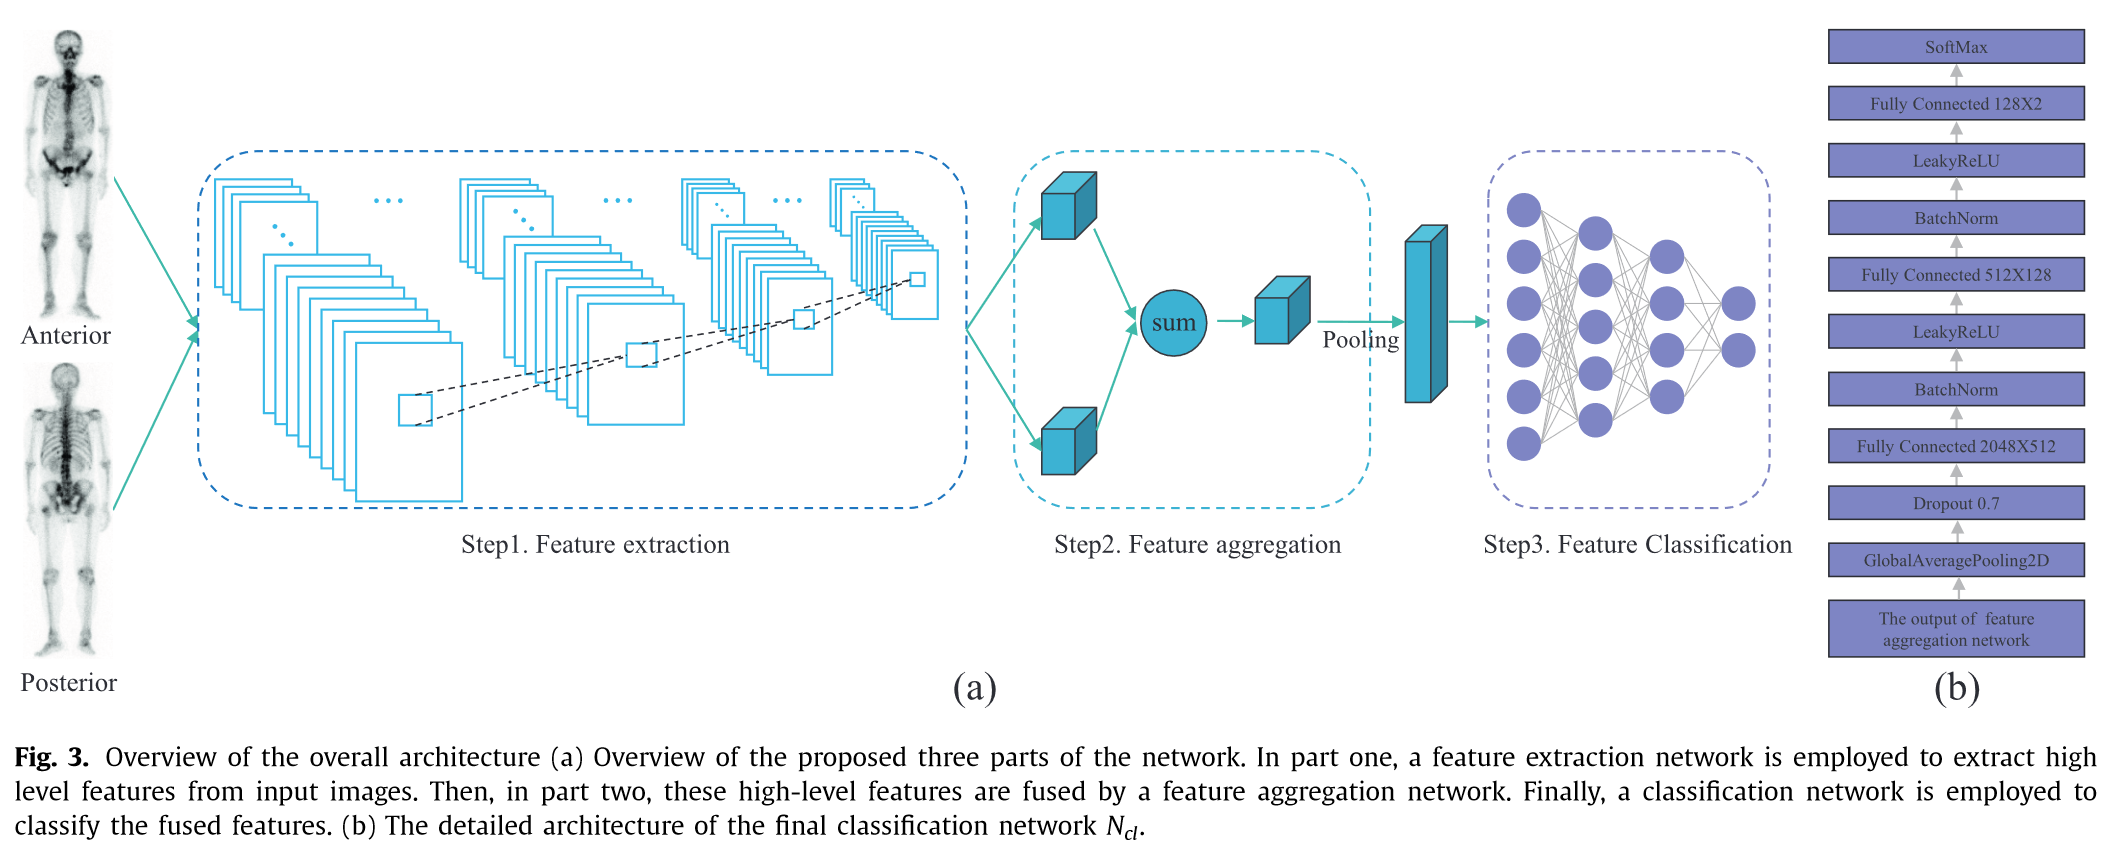 Anterior
Posterior
Step1. Feature extraction
sum
Pooling
Step2. Feature aggregation
Step3. Feature Classification
(a)
SoftMax
Fully Connected 128X2
LeakyReLU
BatchNorm
Fully Connected 512X128
LeakyReLU
BatchNorm
Fully Connected 2048X512
Dropout 0.7
GlobalAveragePooling2D
The output of feature
aggregation network
(b)
Fig. 3. Overview of the overall architecture (a) Overview of the proposed three parts of the network. In part one, a feature extraction network is employed to extract high
level features from input images. Then, in part two, these high-level features are fused by a feature aggregation network. Finally, a classification network is employed to
classify the fused features. (b) The detailed architecture of the final classification network N_cl.